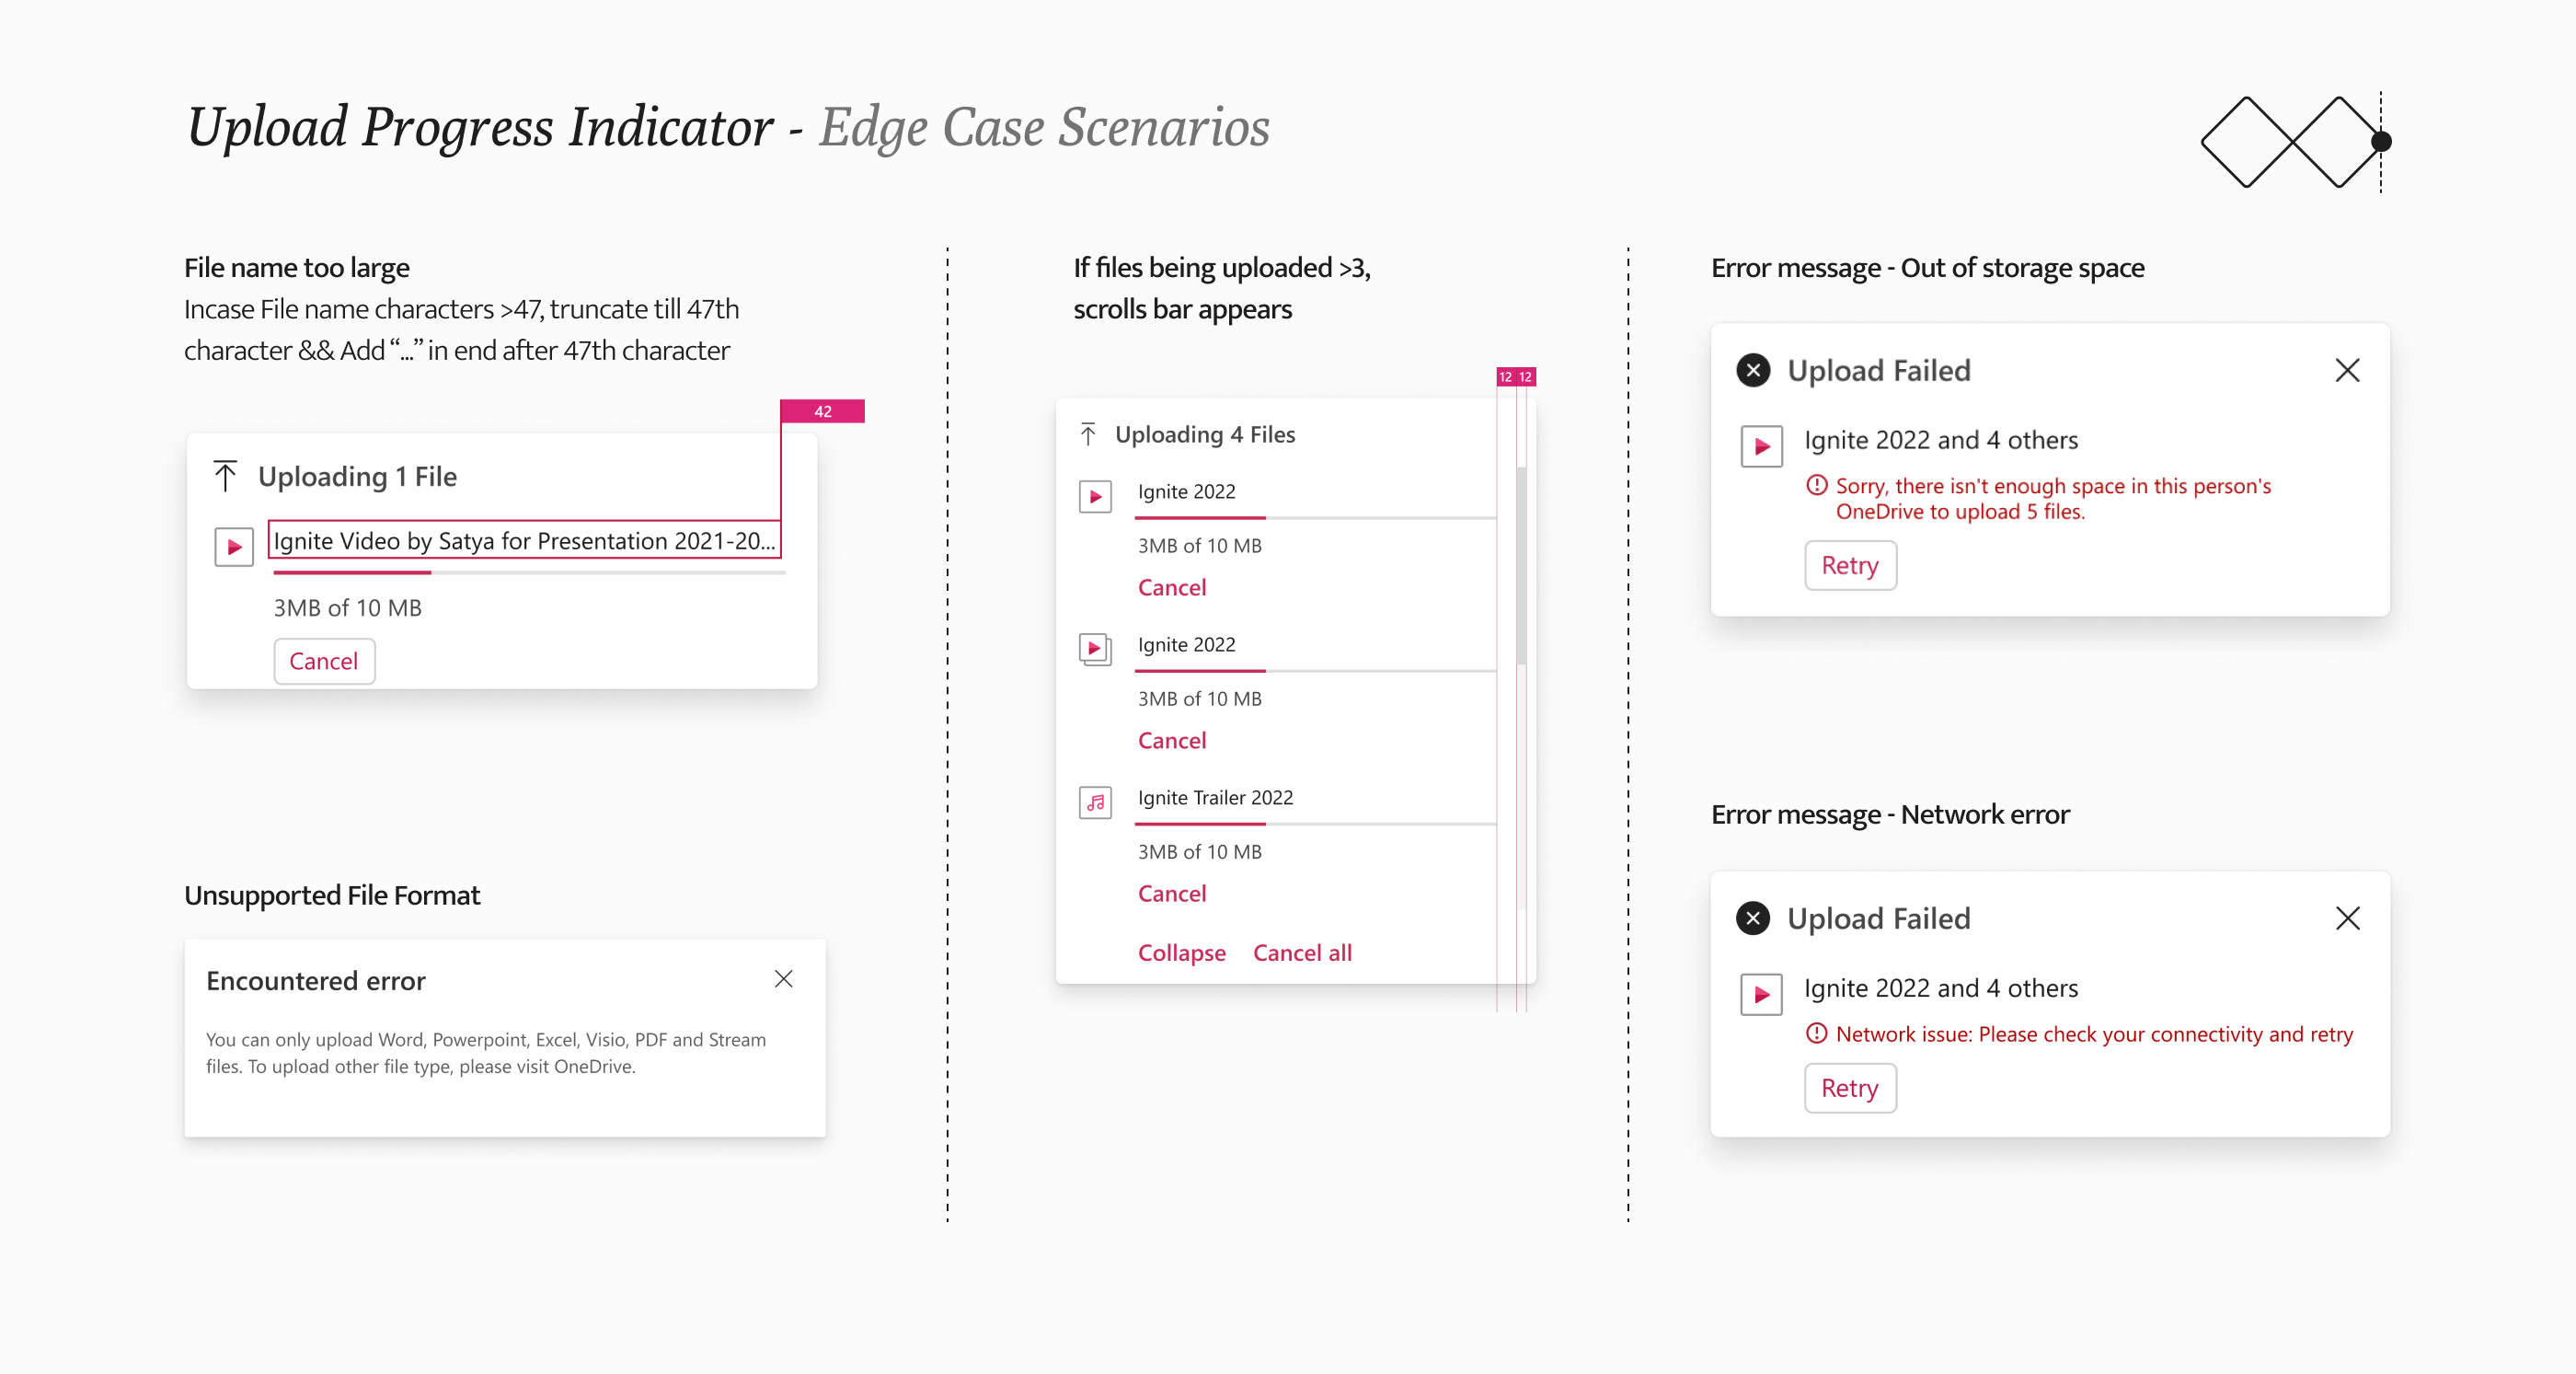 Upload Progress Indicator - Edge Case Scenarios
File name too large
Incase File name characters >47, truncate till 47th
character && Add “...” in end after 47th character
42
Uploading 1 File
Ignite Video by Satya for Presentation 2021-20...
3MB of 10 MB
Cancel
Unsupported File Format
Encountered error
You can only upload Word, Powerpoint, Excel, Visio, PDF and Stream
files. To upload other file type, please visit OneDrive.
If files being uploaded >3,
scrolls bar appears
12 12
Uploading 4 Files
Ignite 2022
3MB of 10 MB
Cancel
Ignite 2022
3MB of 10 MB
Cancel
Ignite Trailer 2022
3MB of 10 MB
Cancel
Collapse Cancel all
Error message - Out of storage space
Upload Failed
Ignite 2022 and 4 others
Sorry, there isn't enough space in this person's
OneDrive to upload 5 files.
Retry
Error message - Network error
Upload Failed
Ignite 2022 and 4 others
Network issue: Please check your connectivity and retry
Retry